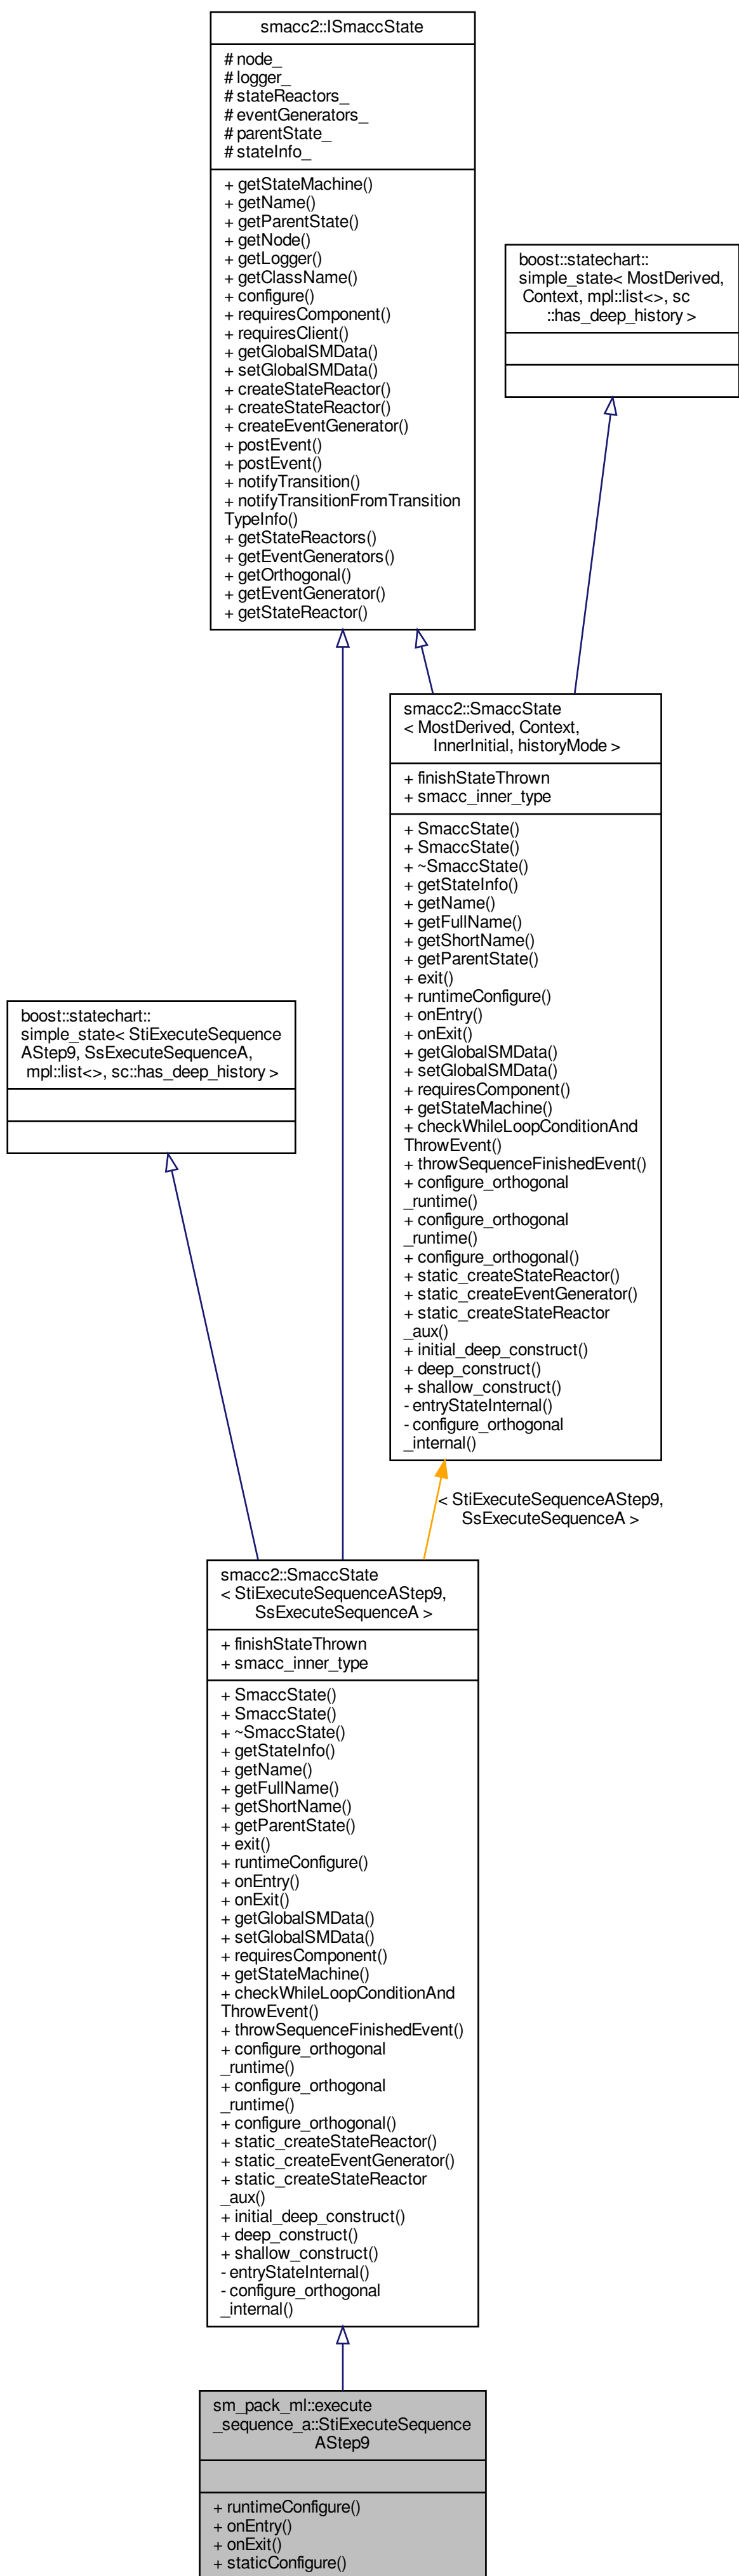 smacc2::ISmaccState
# node_
# logger_
# stateReactors_
# eventGenerators_
# parentState_
# stateInfo_
+ getStateMachine()
+ getName()
+ getParentState()
+ getNode()
+ getLogger()
+ getClassName()
+ configure()
+ requiresComponent()
+ requiresClient()
+ getGlobalSMData()
+ setGlobalSMData()
+ createStateReactor()
+ createStateReactor()
+ createEventGenerator()
+ postEvent()
+ postEvent()
+ notifyTransition()
+ notifyTransitionFromTransition
TypeInfo()
+ getStateReactors()
+ getEventGenerators()
+ getOrthogonal()
+ getEventGenerator()
+ getStateReactor()
boost::statechart::
simple_state< MostDerived,
Context, mpl::list<>, sc
::has_deep_history >
smacc2::SmaccState
< MostDerived, Context,
InnerInitial, historyMode >
+ finishStateThrown
+ smacc_inner_type
+ SmaccState()
+ SmaccState()
+ ~SmaccState()
+ getStateInfo()
+ getName()
+ getFullName()
+ getShortName()
+ getParentState()
+ exit()
+ runtimeConfigure()
+ onEntry()
+ onExit()
+ getGlobalSMData()
+ setGlobalSMData()
+ requiresComponent()
+ getStateMachine()
+ checkWhileLoopConditionAnd
ThrowEvent()
+ throwSequenceFinishedEvent()
+ configure_orthogonal
_runtime()
+ configure_orthogonal
_runtime()
+ configure_orthogonal()
+ static_createStateReactor()
+ static_createEventGenerator()
+ static_createStateReactor
_aux()
+ initial_deep_construct()
+ deep_construct()
+ shallow_construct()
- entryStateInternal()
- configure_orthogonal
_internal()
boost::statechart::
simple_state< StiExecuteSequence
AStep9, SsExecuteSequenceA,
mpl::list<>, sc::has_deep_history >
< StiExecuteSequenceAStep9,
SsExecuteSequenceA >
smacc2::SmaccState
< StiExecuteSequenceAStep9,
SsExecuteSequenceA >
+ finishStateThrown
+ smacc_inner_type
+ SmaccState()
+ SmaccState()
+ ~SmaccState()
+ getStateInfo()
+ getName()
+ getFullName()
+ getShortName()
+ getParentState()
+ exit()
+ runtimeConfigure()
+ onEntry()
+ onExit()
+ getGlobalSMData()
+ setGlobalSMData()
+ requiresComponent()
+ getStateMachine()
+ checkWhileLoopConditionAnd
ThrowEvent()
+ throwSequenceFinishedEvent()
+ configure_orthogonal
_runtime()
+ configure_orthogonal
_runtime()
+ configure_orthogonal()
+ static_createStateReactor()
+ static_createEventGenerator()
+ static_createStateReactor
_aux()
+ initial_deep_construct()
+ deep_construct()
+ shallow_construct()
- entryStateInternal()
- configure_orthogonal
_internal()
sm_pack_ml::execute
_sequence_a::StiExecuteSequence
AStep9
+ runtimeConfigure()
+ onEntry()
+ onExit()
+ staticConfigure()